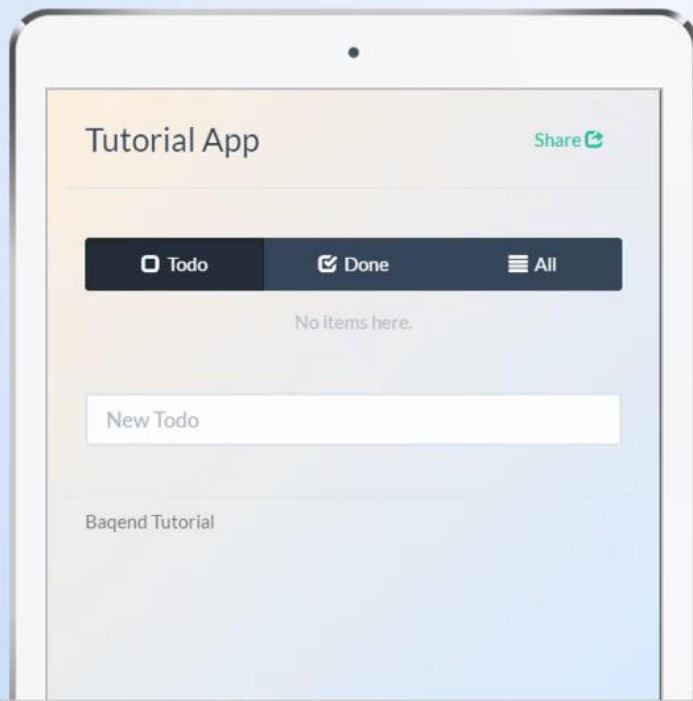 Tutorial App Share
Todo Done All
No items here.
New Todo
Baqend Tutorial